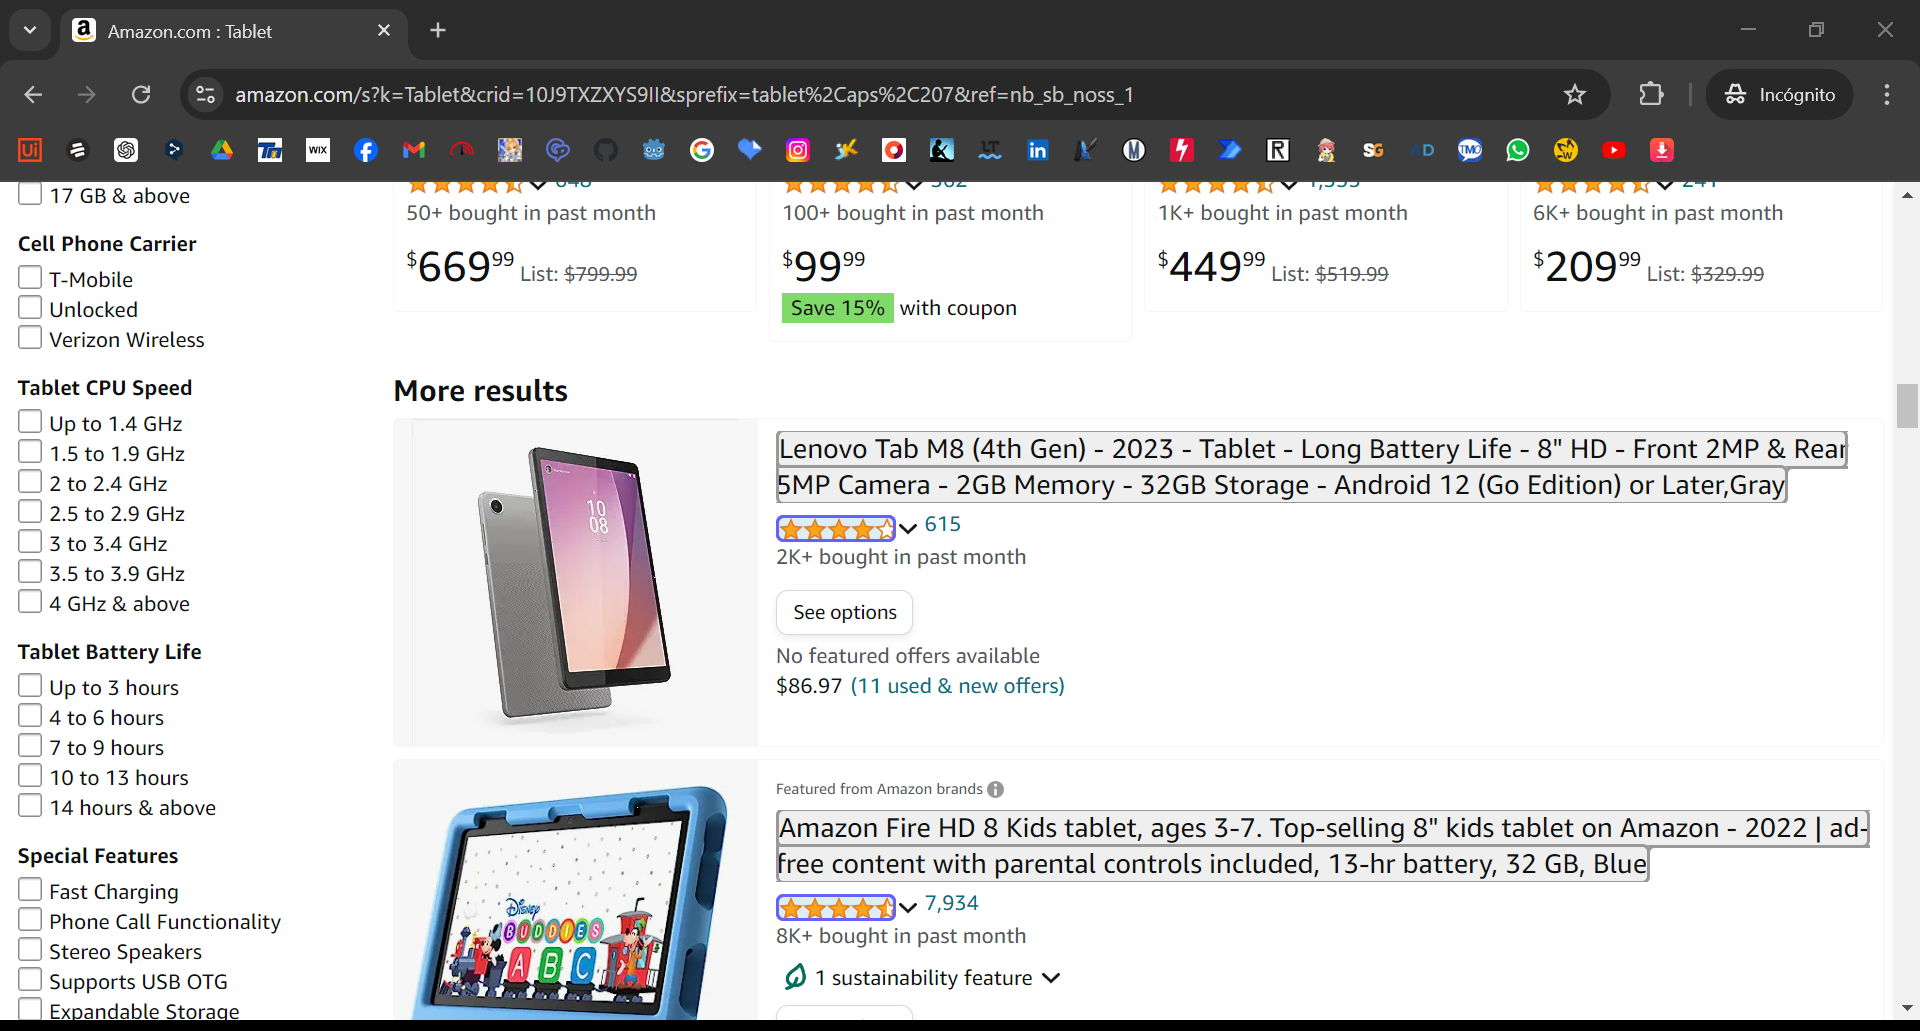 Amazon.com : Tablet
amazon.com/s?k=Tablet&crid=10J9TXZXYS9II&sprefix=tablet%2Caps%2C207&ref=nb_sb_noss_1
Incógnito
17 GB & above
Cell Phone Carrier
T-Mobile
Unlocked
Verizon Wireless
Tablet CPU Speed
Up to 1.4 GHz
1.5 to 1.9 GHz
2 to 2.4 GHz
2.5 to 2.9 GHz
3 to 3.4 GHz
3.5 to 3.9 GHz
4 GHz & above
Tablet Battery Life
Up to 3 hours
4 to 6 hours
7 to 9 hours
10 to 13 hours
14 hours & above
Special Features
Fast Charging
Phone Call Functionality
Stereo Speakers
Supports USB OTG
Expandable Storage
50+ bought in past month
$669.99 List: $799.99
100+ bought in past month
$99.99
Save 15% with coupon
1K+ bought in past month
$449.99 List: $519.99
6K+ bought in past month
$209.99 List: $329.99
More results
10
08
Lenovo Tab M8 (4th Gen) - 2023 - Tablet - Long Battery Life - 8" HD - Front 2MP & Rear
5MP Camera - 2GB Memory - 32GB Storage - Android 12 (Go Edition) or Later,Gray
615
2K+ bought in past month
See options
No featured offers available
$86.97 (11 used & new offers)
Disney
BUDDIES
ABC
Featured from Amazon brands
Amazon Fire HD 8 Kids tablet, ages 3-7. Top-selling 8" kids tablet on Amazon - 2022 | ad-
free content with parental controls included, 13-hr battery, 32 GB, Blue
7,934
8K+ bought in past month
1 sustainability feature